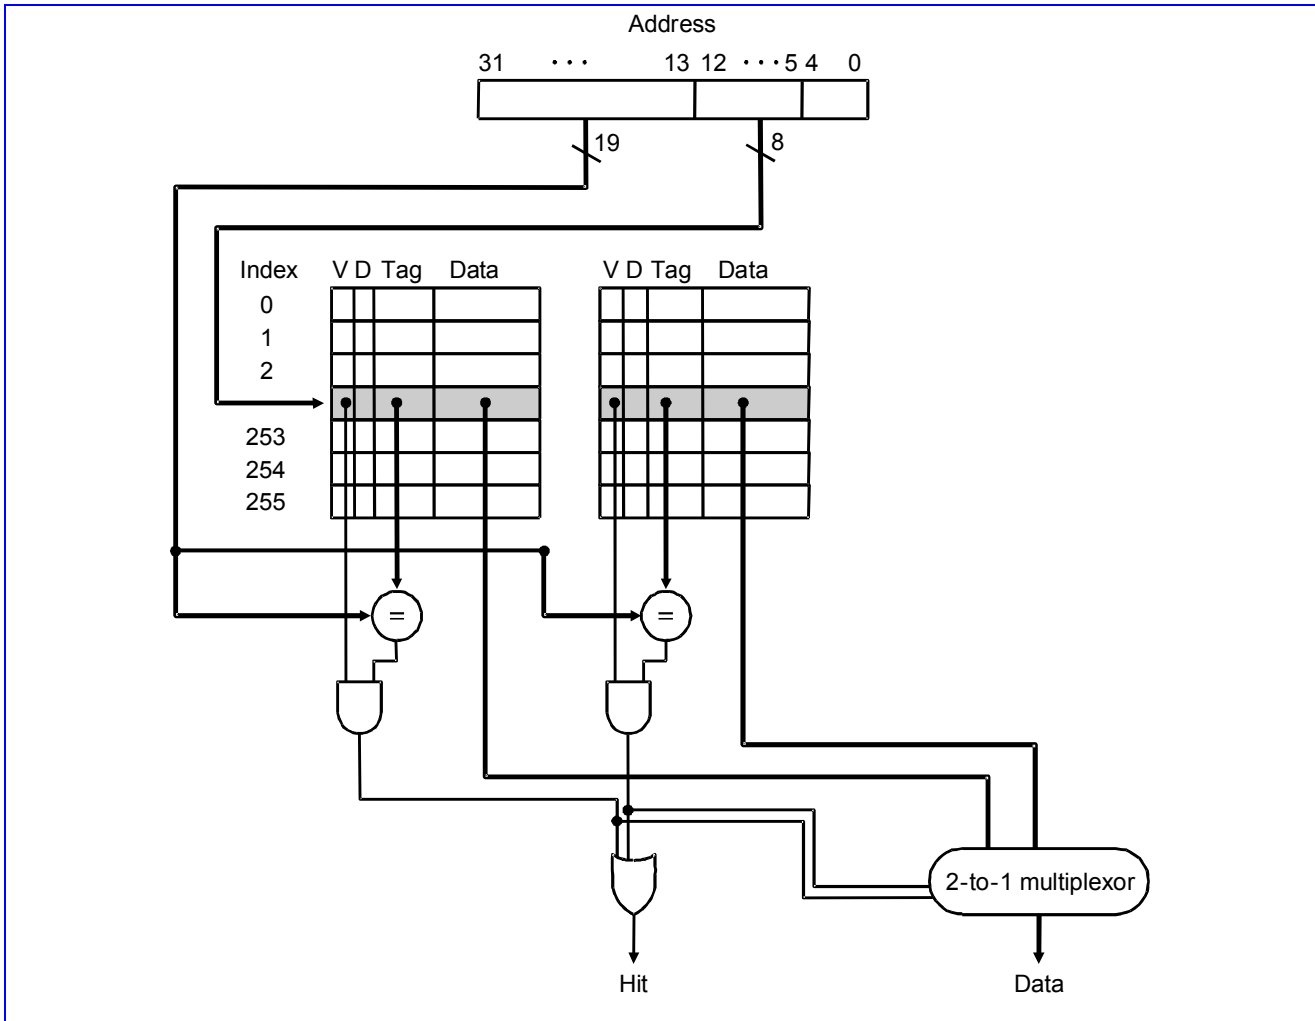 Address
31 ··· 13 12 ···5 4 0
19 8
Index V D Tag Data V D Tag Data
0
1
2
253
254
255
= =
2-to-1 multiplexor
Hit Data